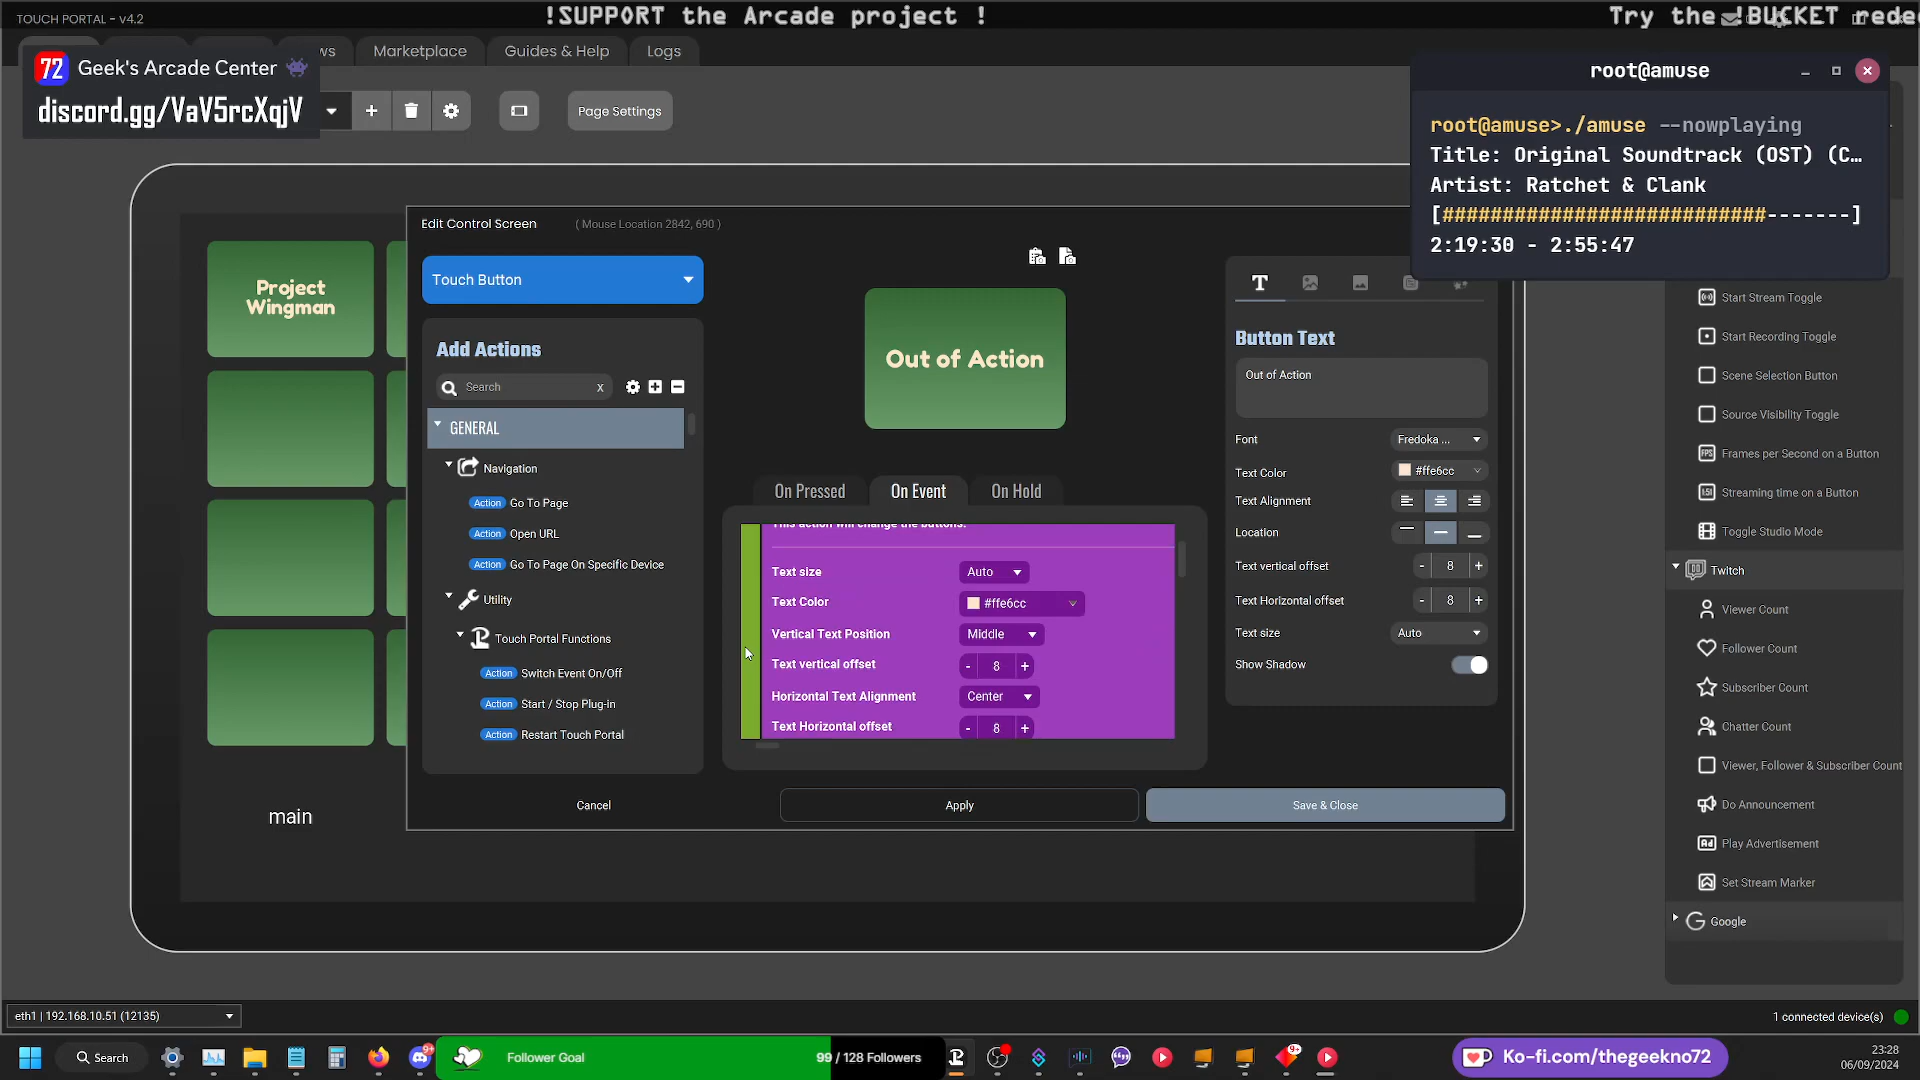 TOUCH PORTAL - v4.2
!SUPPORT the Arcade project !
Try the !BUCKET
Marketplace
Guides & Help
Logs
72 Geek's Arcade Center
discord.gg/VaV5rcXqjV
Page Settings
root@amuse
root@amuse>./amuse --nowplaying
Title: Original Soundtrack (OST) (C…
Artist: Ratchet & Clank
[###########################-------]
2:19:30 - 2:55:47
Edit Control Screen
( Mouse Location 2842, 690 )
Touch Button
Add Actions
Search
x
GENERAL
Navigation
Action Go To Page
Action Open URL
Action Go To Page On Specific Device
Utility
Touch Portal Functions
Action Switch Event On/Off
Action Start / Stop Plug-in
Action Restart Touch Portal
Project
Wingman
main
Out of Action
On Pressed
On Event
On Hold
This action will change the buttons.
Text size
Auto
Text Color
#ffe6cc
Vertical Text Position
Middle
Text vertical offset
- 8 +
Horizontal Text Alignment
Center
Text Horizontal offset
- 8 +
Button Text
Out of Action
Font
Fredoka ...
Text Color
#ffe6cc
Text Alignment
Location
Text vertical offset
- 8 +
Text Horizontal offset
- 8 +
Text size
Auto
Show Shadow
Cancel
Apply
Save & Close
Start Stream Toggle
Start Recording Toggle
Scene Selection Button
Source Visibility Toggle
Frames per Second on a Button
Streaming time on a Button
Toggle Studio Mode
Twitch
Viewer Count
Follower Count
Subscriber Count
Chatter Count
Viewer, Follower & Subscriber Count
Do Announcement
Play Advertisement
Set Stream Marker
Google
eth1 | 192.168.10.51 (12135)
1 connected device(s)
Search
Follower Goal
99 / 128 Followers
Ko-fi.com/thegeekno72
23:28
06/09/2024